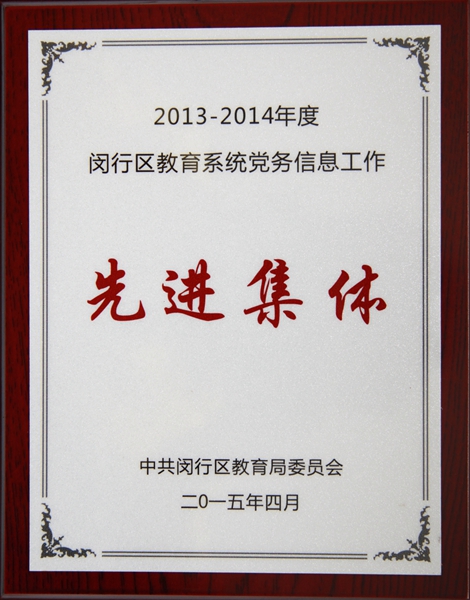 2013-2014年度
闵行区教育系统党务信息工作
先进集体
中共闵行区教育局委员会
二〇一五年四月